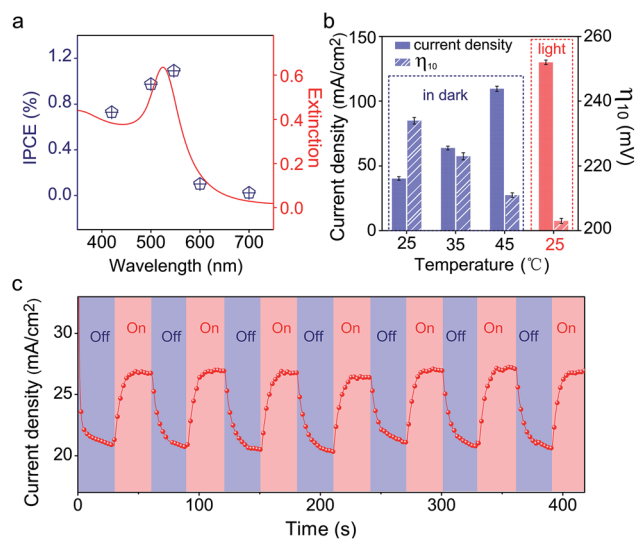 a
IPCE (%)
1.2
0.8
0.4
0.0
0.6
0.4
0.2
0.0
Extinction
400 500 600 700
Wavelength (nm)
b
Current density (mA/cm2)
150
100
50
0
current density
η10
in dark
light
260
240
220
200
η10 (mV)
25 35 45 25
Temperature (℃)
c
Current density (mA/cm2)
30
25
20
Off On Off On Off On Off On Off On Off On Off On
0 100 200 300 400
Time (s)